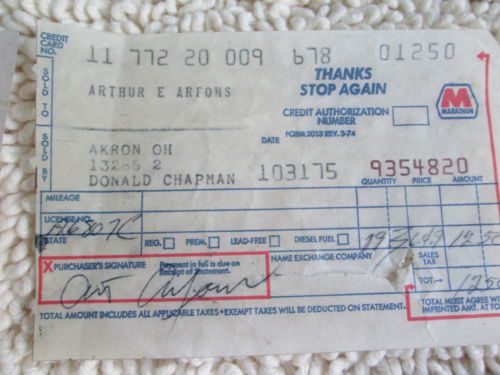 CREDIT CARD NO. 11 772 20 009 678 01250
THANKS
STOP AGAIN
SOLD TO
ARTHUR E ARFONS
CREDIT AUTHORIZATION NUMBER
M
MARATHON
FORM 2013 REV. 3-74
SOLD BY
AKRON OH
DATE
2
DONALD CHAPMAN 103175 9354820
QUANTITY PRICE AMOUNT
MILEAGE
LICENSE NO.
STATE REG. PREM. LEAD-FREE DIESEL FUEL
X PURCHASER'S SIGNATURE Payment in full is due on Receipt of Statement. NAME EXCHANGE COMPANY SALES TAX
Art Arfons
TOTAL AMOUNT INCLUDES ALL APPLICABLE TAXES • EXEMPT TAXES WILL BE DEDUCTED ON STATEMENT.
TOTAL MUST AGREE
IMPRINTED AMT. AT